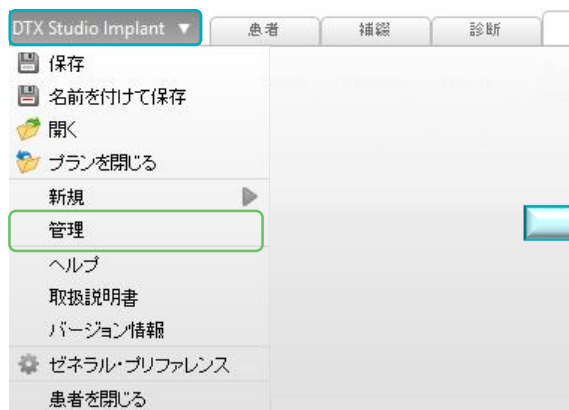 DTX Studio Implant ▼ 患者 補綴 診断
保存
名前を付けて保存
開く
プランを閉じる
新規
管理
ヘルプ
取扱説明書
バージョン情報
ゼネラル・プリファレンス
患者を閉じる